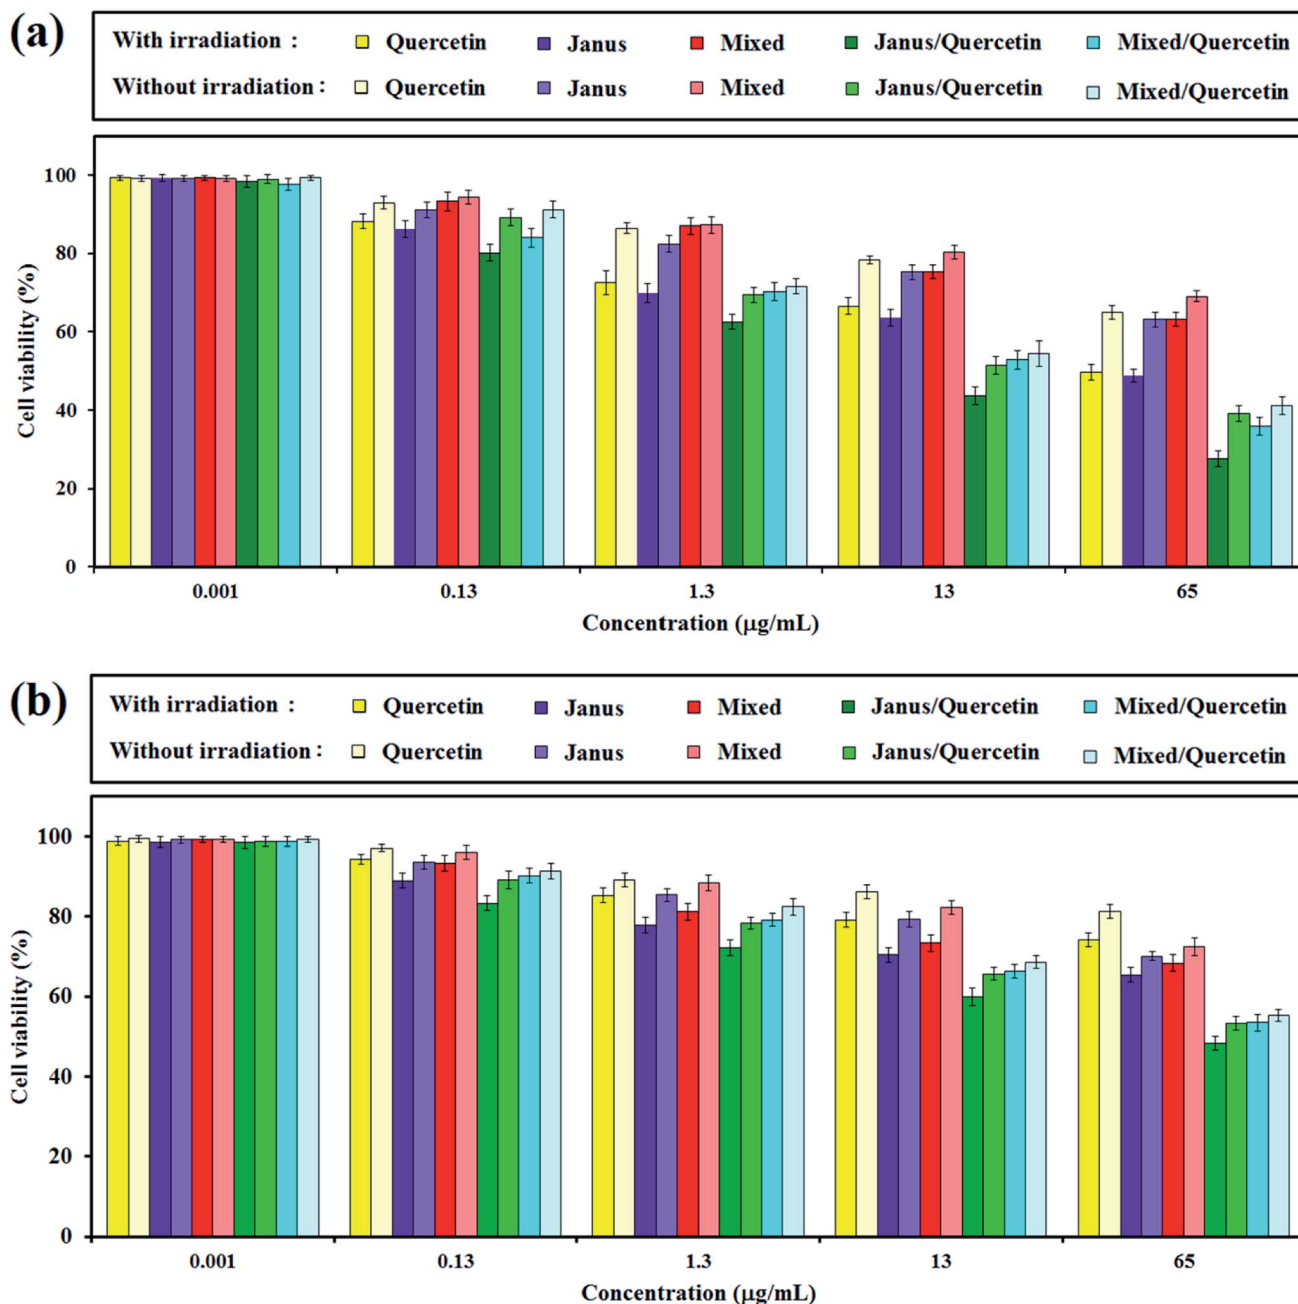 (a)
With irradiation : Quercetin Janus Mixed Janus/Quercetin Mixed/Quercetin
Without irradiation : Quercetin Janus Mixed Janus/Quercetin Mixed/Quercetin
100
80
60
40
20
0
Cell viability (%)
0.001 0.13 1.3 13 65
Concentration (µg/mL)
(b)
With irradiation : Quercetin Janus Mixed Janus/Quercetin Mixed/Quercetin
Without irradiation : Quercetin Janus Mixed Janus/Quercetin Mixed/Quercetin
100
80
60
40
20
0
Cell viability (%)
0.001 0.13 1.3 13 65
Concentration (µg/mL)